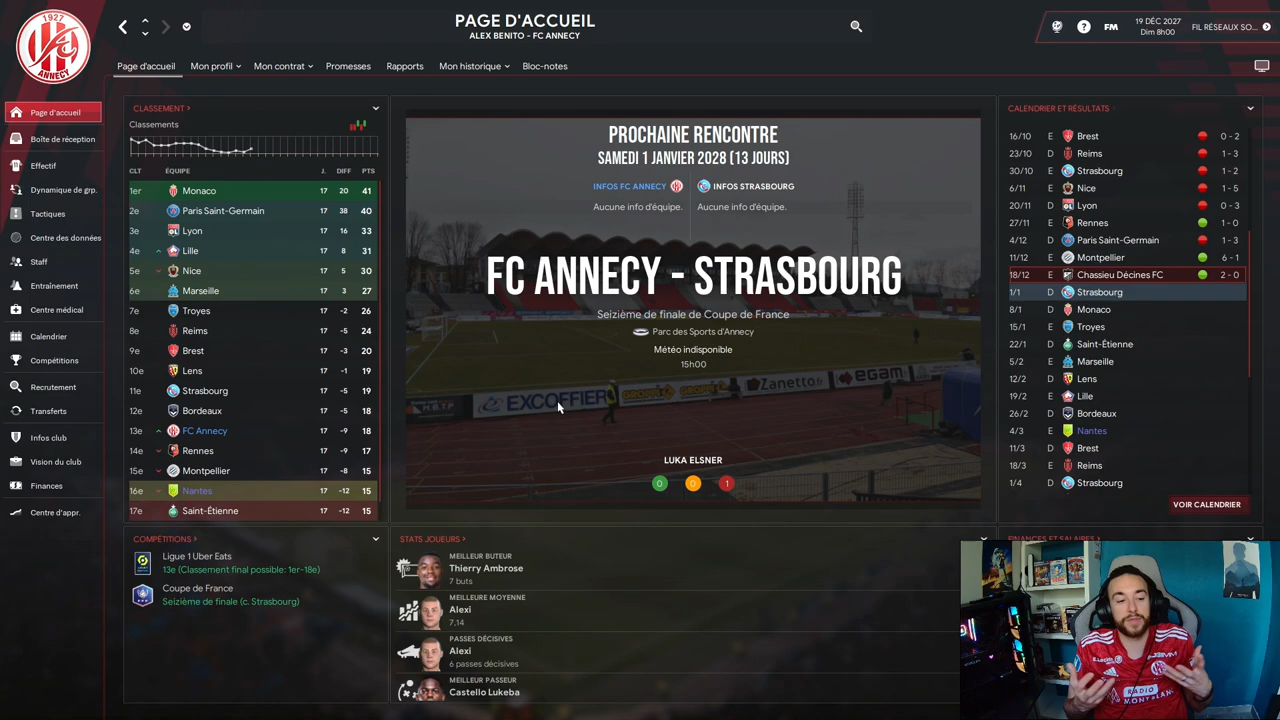 1927
ANNECY
PAGE D'ACCUEIL
ALEX BENITO - FC ANNECY
FM
19 DÉC 2027
Dim 8h00
FIL RÉSEAUX SO...
Page d'accueil
Mon profil
Mon contrat
Promesses
Rapports
Mon historique
Bloc-notes
Page d'accueil
Boîte de réception
Effectif
Dynamique de grp.
Tactiques
Centre des données
Staff
Entraînement
Centre médical
Calendrier
Compétitions
Recrutement
Transferts
Infos club
Vision du club
Finances
Centre d'appr.
CLASSEMENT >
Classements
CLT ÉQUIPE J. DIFF PTS
1er Monaco 17 20 41
2e Paris Saint-Germain 17 38 40
3e Lyon 17 16 33
4e Lille 17 8 31
5e Nice 17 5 30
6e Marseille 17 3 27
7e Troyes 17 -2 26
8e Reims 17 -5 24
9e Brest 17 -3 20
10e Lens 17 -1 19
11e Strasbourg 17 -5 19
12e Bordeaux 17 -5 18
13e FC Annecy 17 -9 18
14e Rennes 17 -9 17
15e Montpellier 17 -8 15
16e Nantes 17 -12 15
17e Saint-Étienne 17 -12 15
PROCHAINE RENCONTRE
SAMEDI 1 JANVIER 2028 (13 JOURS)
INFOS FC ANNECY
INFOS STRASBOURG
Aucune info d'équipe.
Aucune info d'équipe.
FC ANNECY - STRASBOURG
Seizième de finale de Coupe de France
Parc des Sports d'Annecy
Météo indisponible
15h00
EXCOFFIER
Zanetto
egam
LUKA ELSNER
0 0 1
CALENDRIER ET RÉSULTATS
16/10 E Brest 0 - 2
23/10 D Reims 1 - 3
30/10 E Strasbourg 1 - 2
6/11 E Nice 1 - 5
20/11 D Lyon 0 - 3
27/11 E Rennes 1 - 0
4/12 D Paris Saint-Germain 1 - 3
11/12 E Montpellier 6 - 1
18/12 E Chassieu Décines FC 2 - 0
1/1 D Strasbourg
8/1 D Monaco
15/1 E Troyes
22/1 D Saint-Étienne
5/2 E Marseille
12/2 D Lens
19/2 E Lille
26/2 D Bordeaux
4/3 E Nantes
11/3 D Brest
18/3 E Reims
1/4 D Strasbourg
VOIR CALENDRIER
COMPÉTITIONS >
Ligue 1 Uber Eats
13e (Classement final possible: 1er-18e)
Coupe de France
Seizième de finale (c. Strasbourg)
STATS JOUEURS >
MEILLEUR BUTEUR
Thierry Ambrose
7 buts
MEILLEURE MOYENNE
Alexi
7,14
PASSES DÉCISIVES
Alexi
6 passes décisives
MEILLEUR PASSEUR
Castello Lukeba
FINANCES ET SALAIRES >
RADIO
MONT BLANC